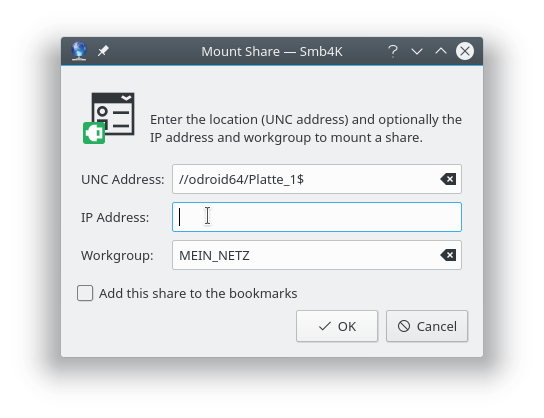 Mount Share — Smb4K
Enter the location (UNC address) and optionally the
IP address and workgroup to mount a share.
UNC Address: //odroid64/Platte_1$
IP Address:
Workgroup: MEIN_NETZ
Add this share to the bookmarks
OK Cancel